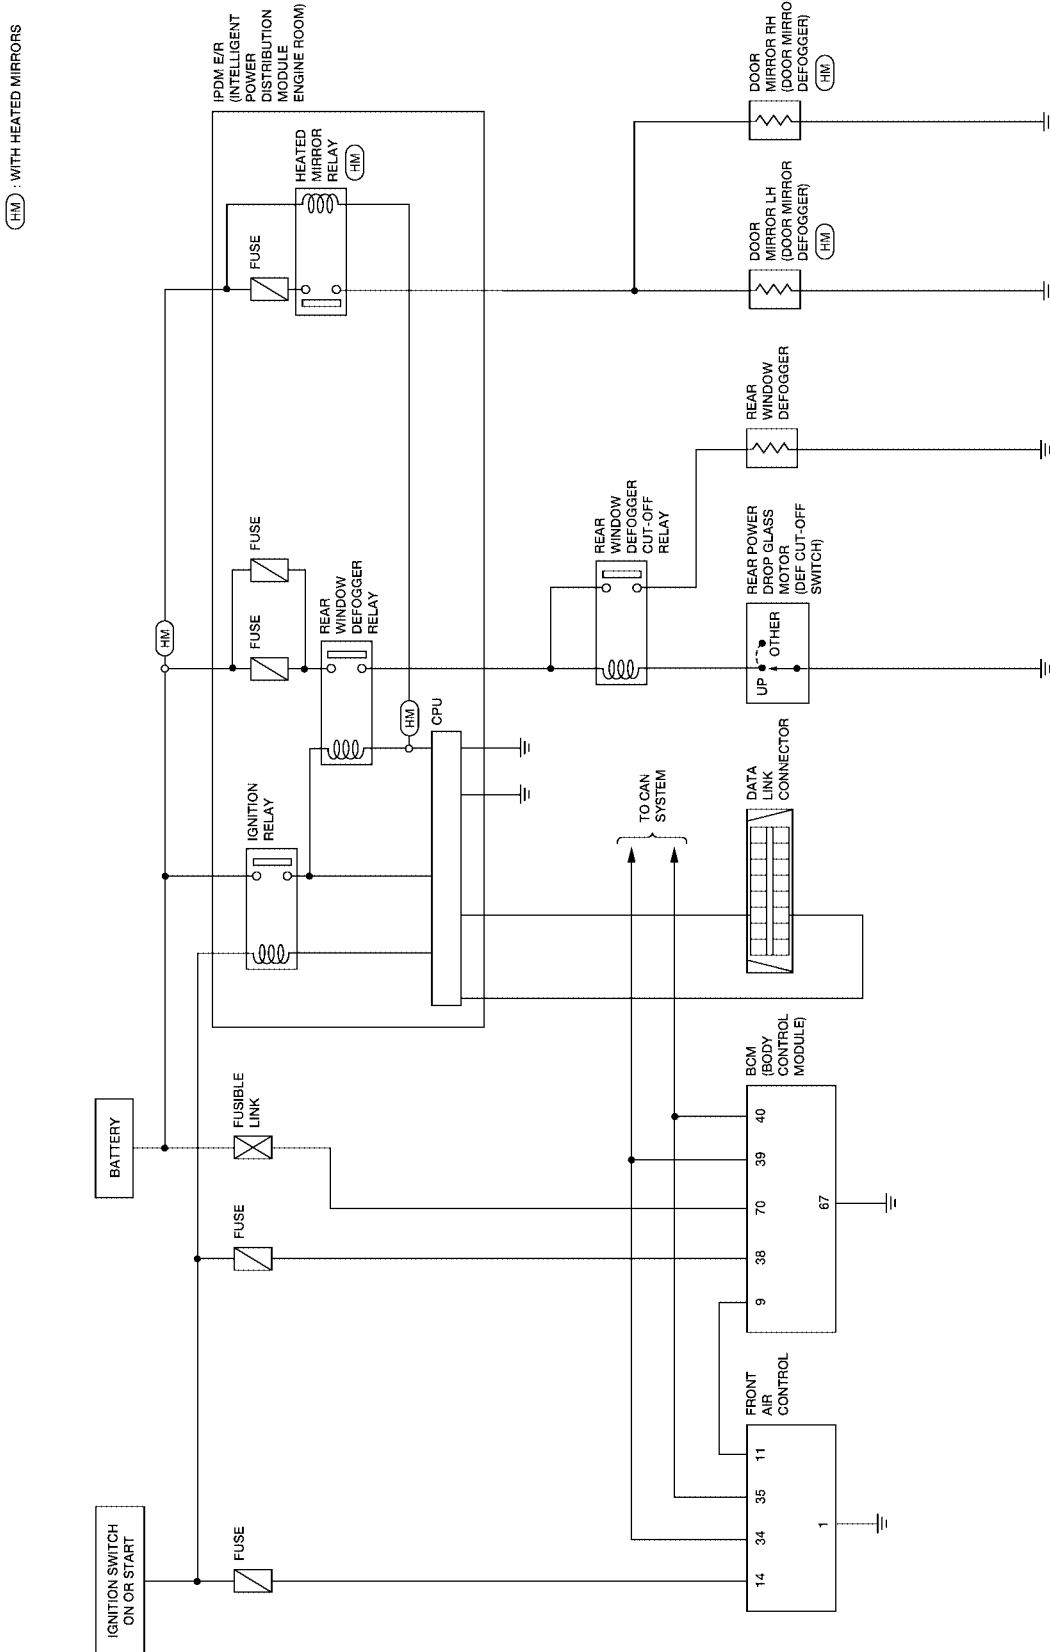 HM : WITH HEATED MIRRORS
IGNITION SWITCH
ON OR START
BATTERY
IPDM E/R
(INTELLIGENT
POWER
DISTRIBUTION
MODULE
ENGINE ROOM)
HM
FUSE
FUSE
FUSIBLE
LINK
IGNITION
RELAY
FUSE
FUSE
REAR
WINDOW
DEFOGGER
RELAY
FUSE
HEATED
MIRROR
RELAY
HM
HM
CPU
TO CAN
SYSTEM
REAR
WINDOW
DEFOGGER
CUT-OFF
RELAY
FRONT
AIR
CONTROL
14
34
35
11
1
BCM
(BODY
CONTROL
MODULE)
9
38
70
39
40
67
DATA
LINK
CONNECTOR
REAR POWER
DROP GLASS
MOTOR
(DEF CUT-OFF
SWITCH)
UP
OTHER
REAR
WINDOW
DEFOGGER
DOOR
MIRROR LH
(DOOR MIRROR
DEFOGGER)
HM
DOOR
MIRROR RH
(DOOR MIRRO
DEFOGGER)
HM